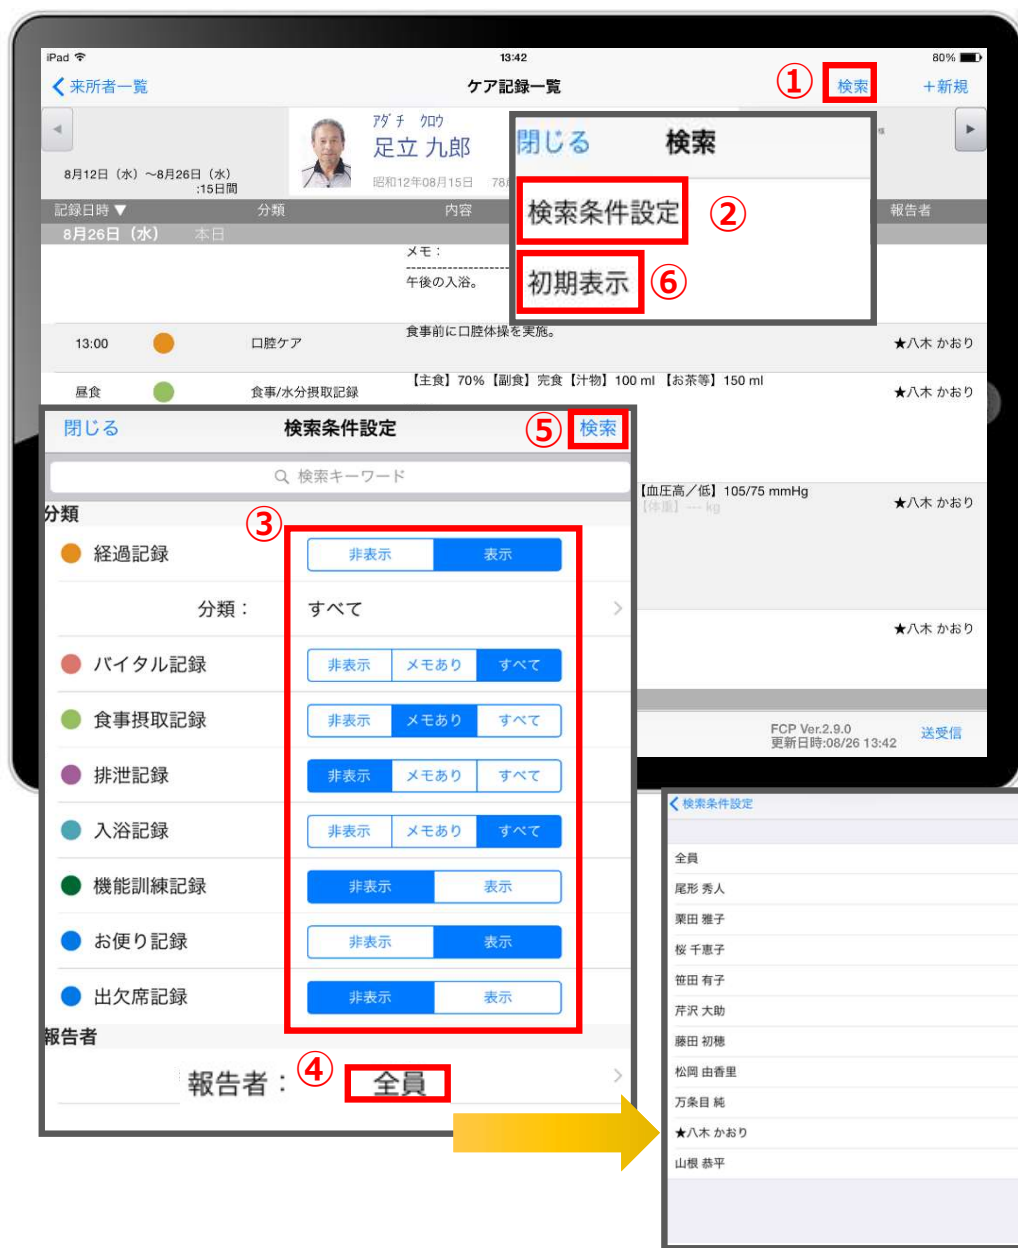 iPad 13:42 80%
来所者一覧 ケア記録一覧 ① 検索 +新規
アダチ クロウ
足立 九郎
8月12日（水）～8月26日（水）
:15日間
昭和12年08月15日 78
記録日時▼ 分類 内容 報告者
8月26日（水） 本日
閉じる 検索
検索条件設定 ②
初期表示 ⑥
メモ：
--------------------
午後の入浴。
13:00 口腔ケア 食事前に口腔体操を実施。 ★八木 かおり
昼食 食事/水分摂取記録 【主食】70%【副食】完食【汁物】100 ml 【お茶等】150 ml ★八木 かおり
【血圧高／低】105/75 mmHg
【体重】--- kg
★八木 かおり
★八木 かおり
FCP Ver.2.9.0
更新日時:08/26 13:42
送受信
閉じる 検索条件設定 ⑤ 検索
検索キーワード
分類
③
経過記録 非表示 表示
分類： すべて
バイタル記録 非表示 メモあり すべて
食事摂取記録 非表示 メモあり すべて
排泄記録 非表示 メモあり すべて
入浴記録 非表示 メモあり すべて
機能訓練記録 非表示 表示
お便り記録 非表示 表示
出欠席記録 非表示 表示
報告者
報告者： ④ 全員
検索条件設定
全員
尾形 秀人
栗田 雅子
桜 千恵子
笹田 有子
芹沢 大助
藤田 初穂
松岡 由香里
万条目 純
★八木 かおり
山根 恭平